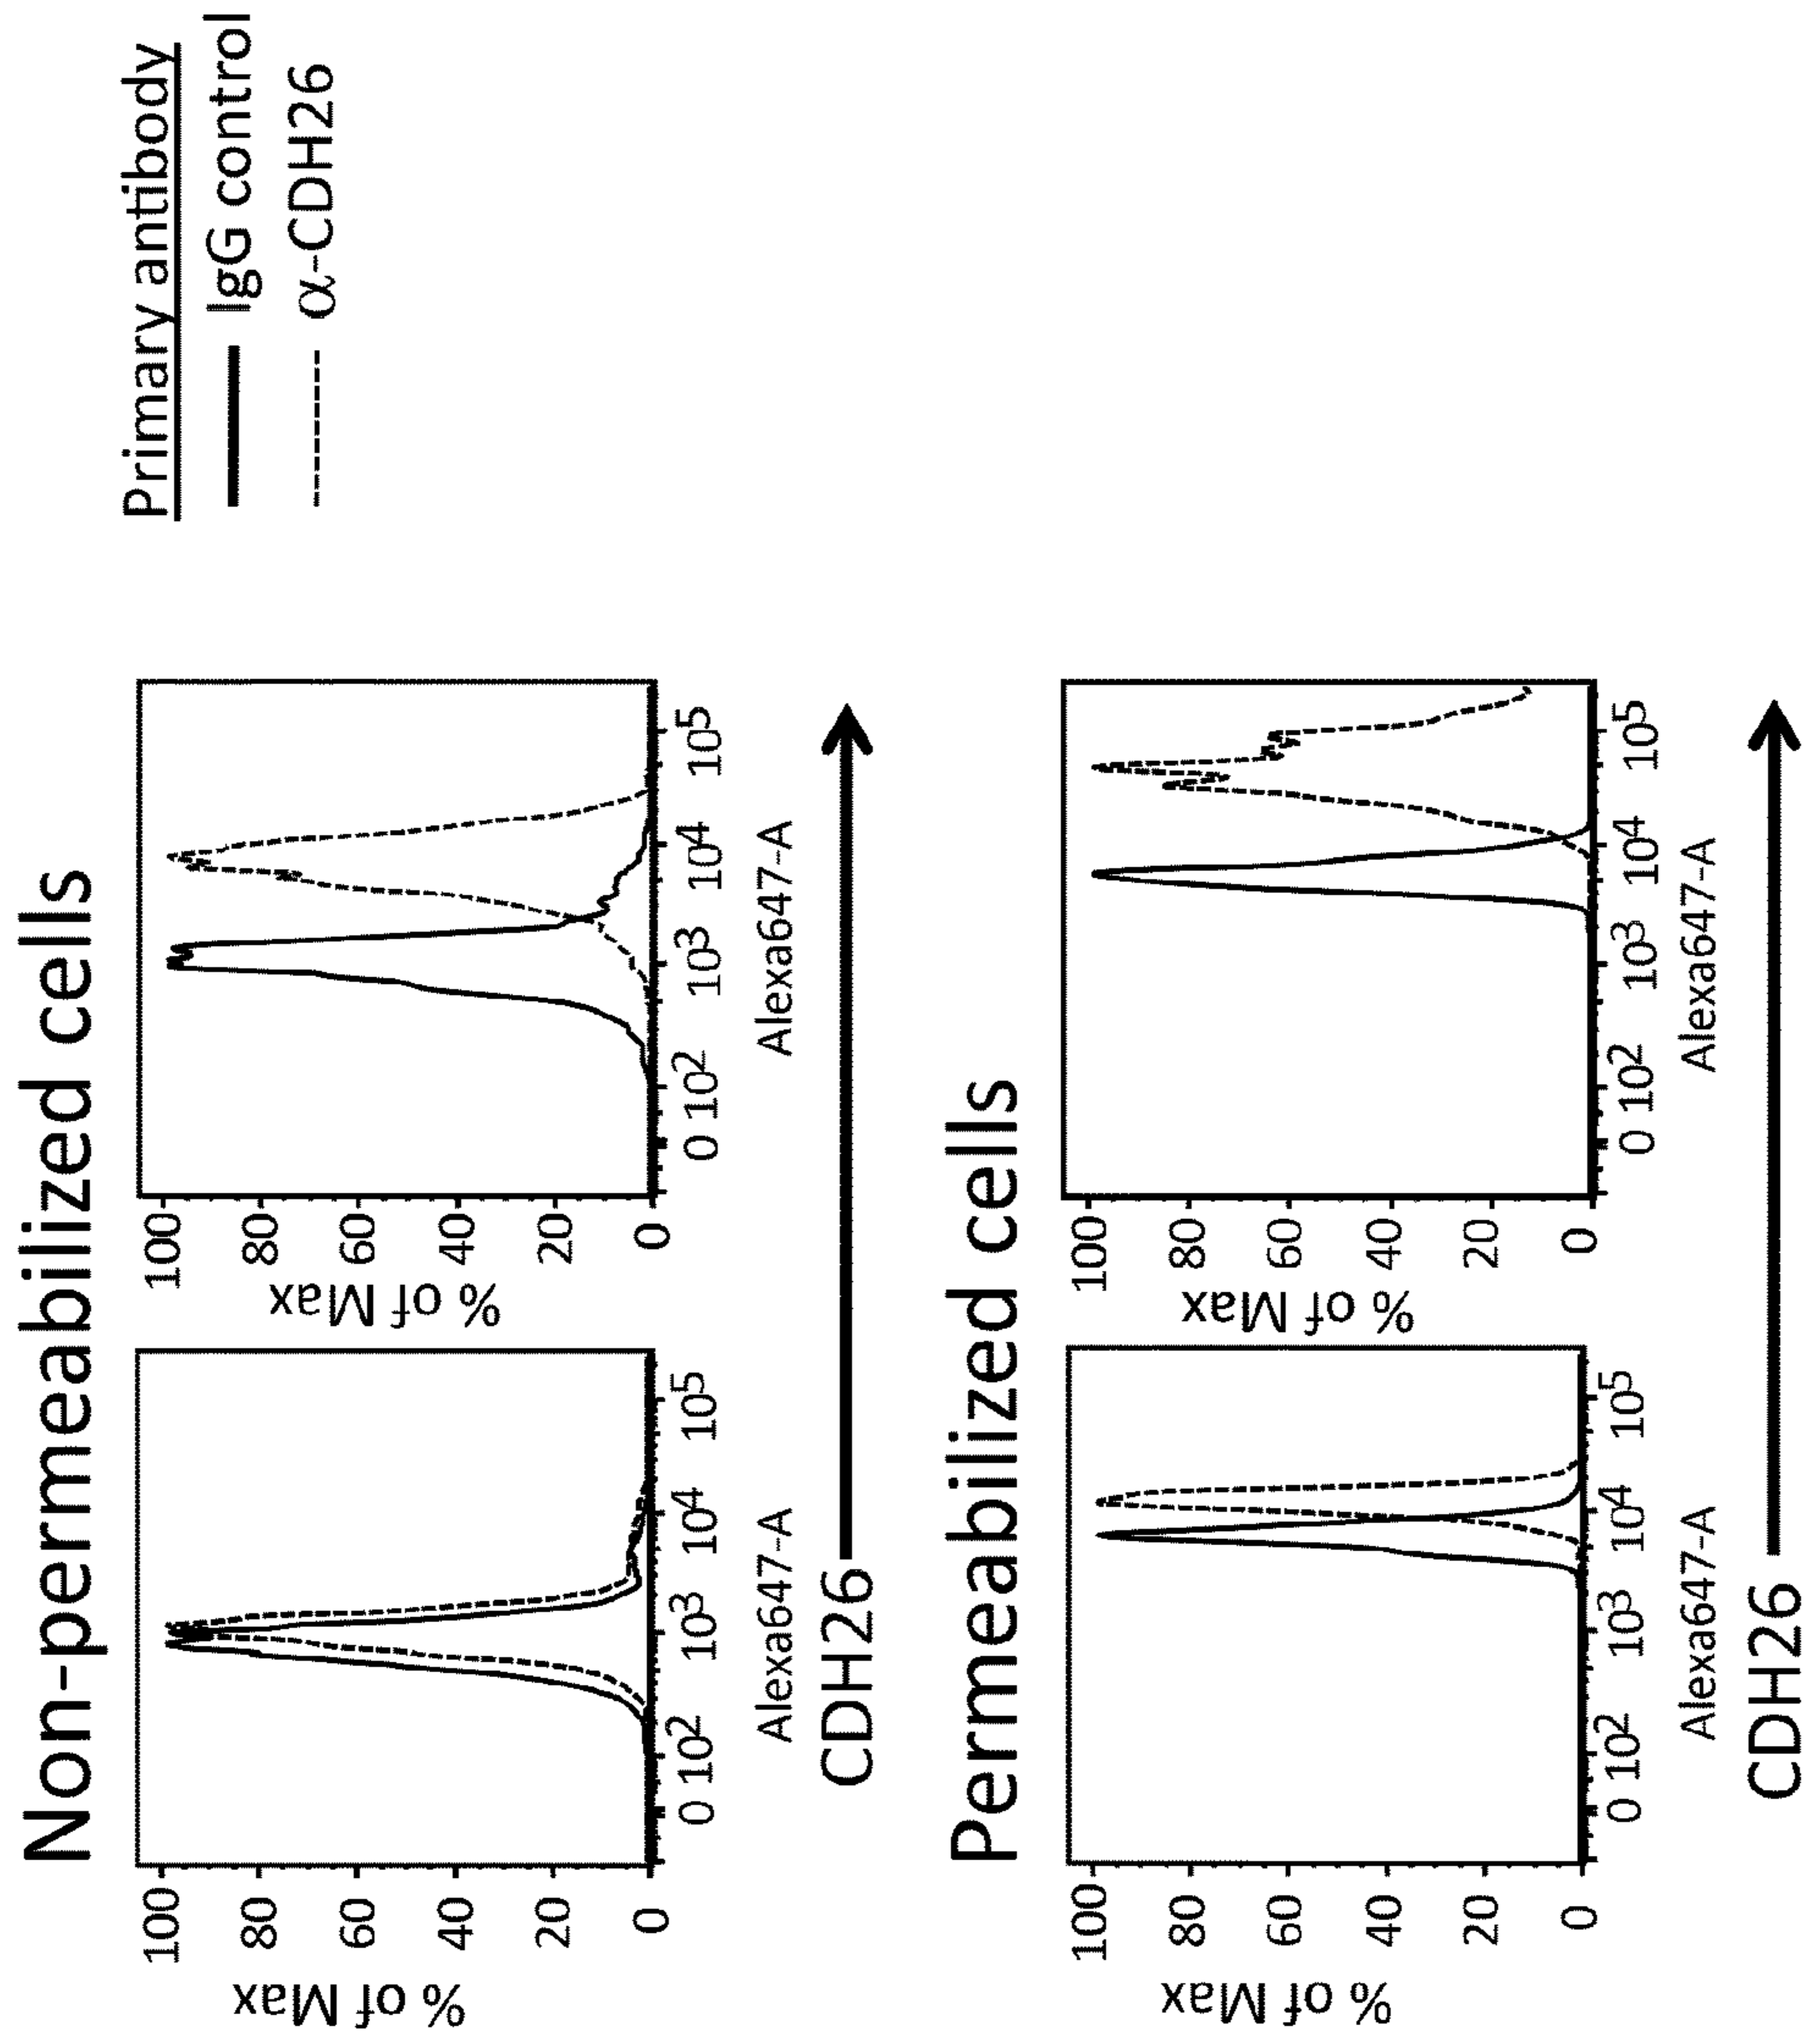 Non-permeabilized cells
Primary antibody
IgG control
α-CDH26
% of Max
100
80
60
40
20
0
0 10² 10³ 10⁴ 10⁵
Alexa647-A
% of Max
100
80
60
40
20
0
0 10² 10³ 10⁴ 10⁵
Alexa647-A
CDH26
Permeabilized cells
% of Max
100
80
60
40
20
0
0 10² 10³ 10⁴ 10⁵
Alexa647-A
% of Max
100
80
60
40
20
0
0 10² 10³ 10⁴ 10⁵
Alexa647-A
CDH26